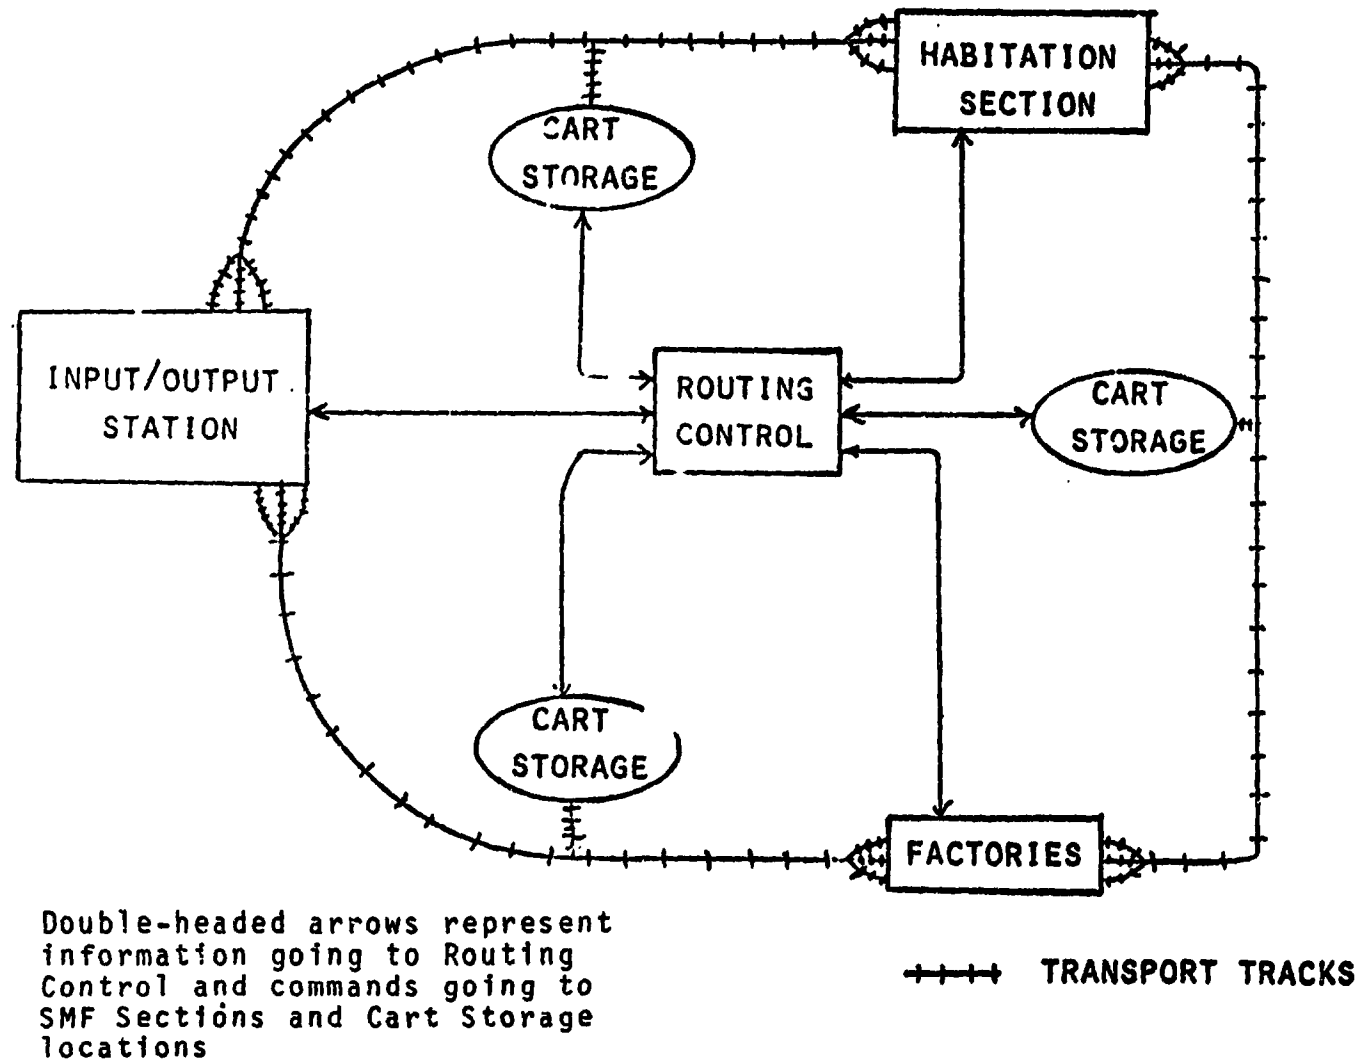 HABITATION
SECTION
CART
STORAGE
INPUT/OUTPUT
STATION
ROUTING
CONTROL
CART
STORAGE
CART
STORAGE
FACTORIES
Double-headed arrows represent
information going to Routing
Control and commands going to
SMF Sections and Cart Storage
locations
TRANSPORT TRACKS